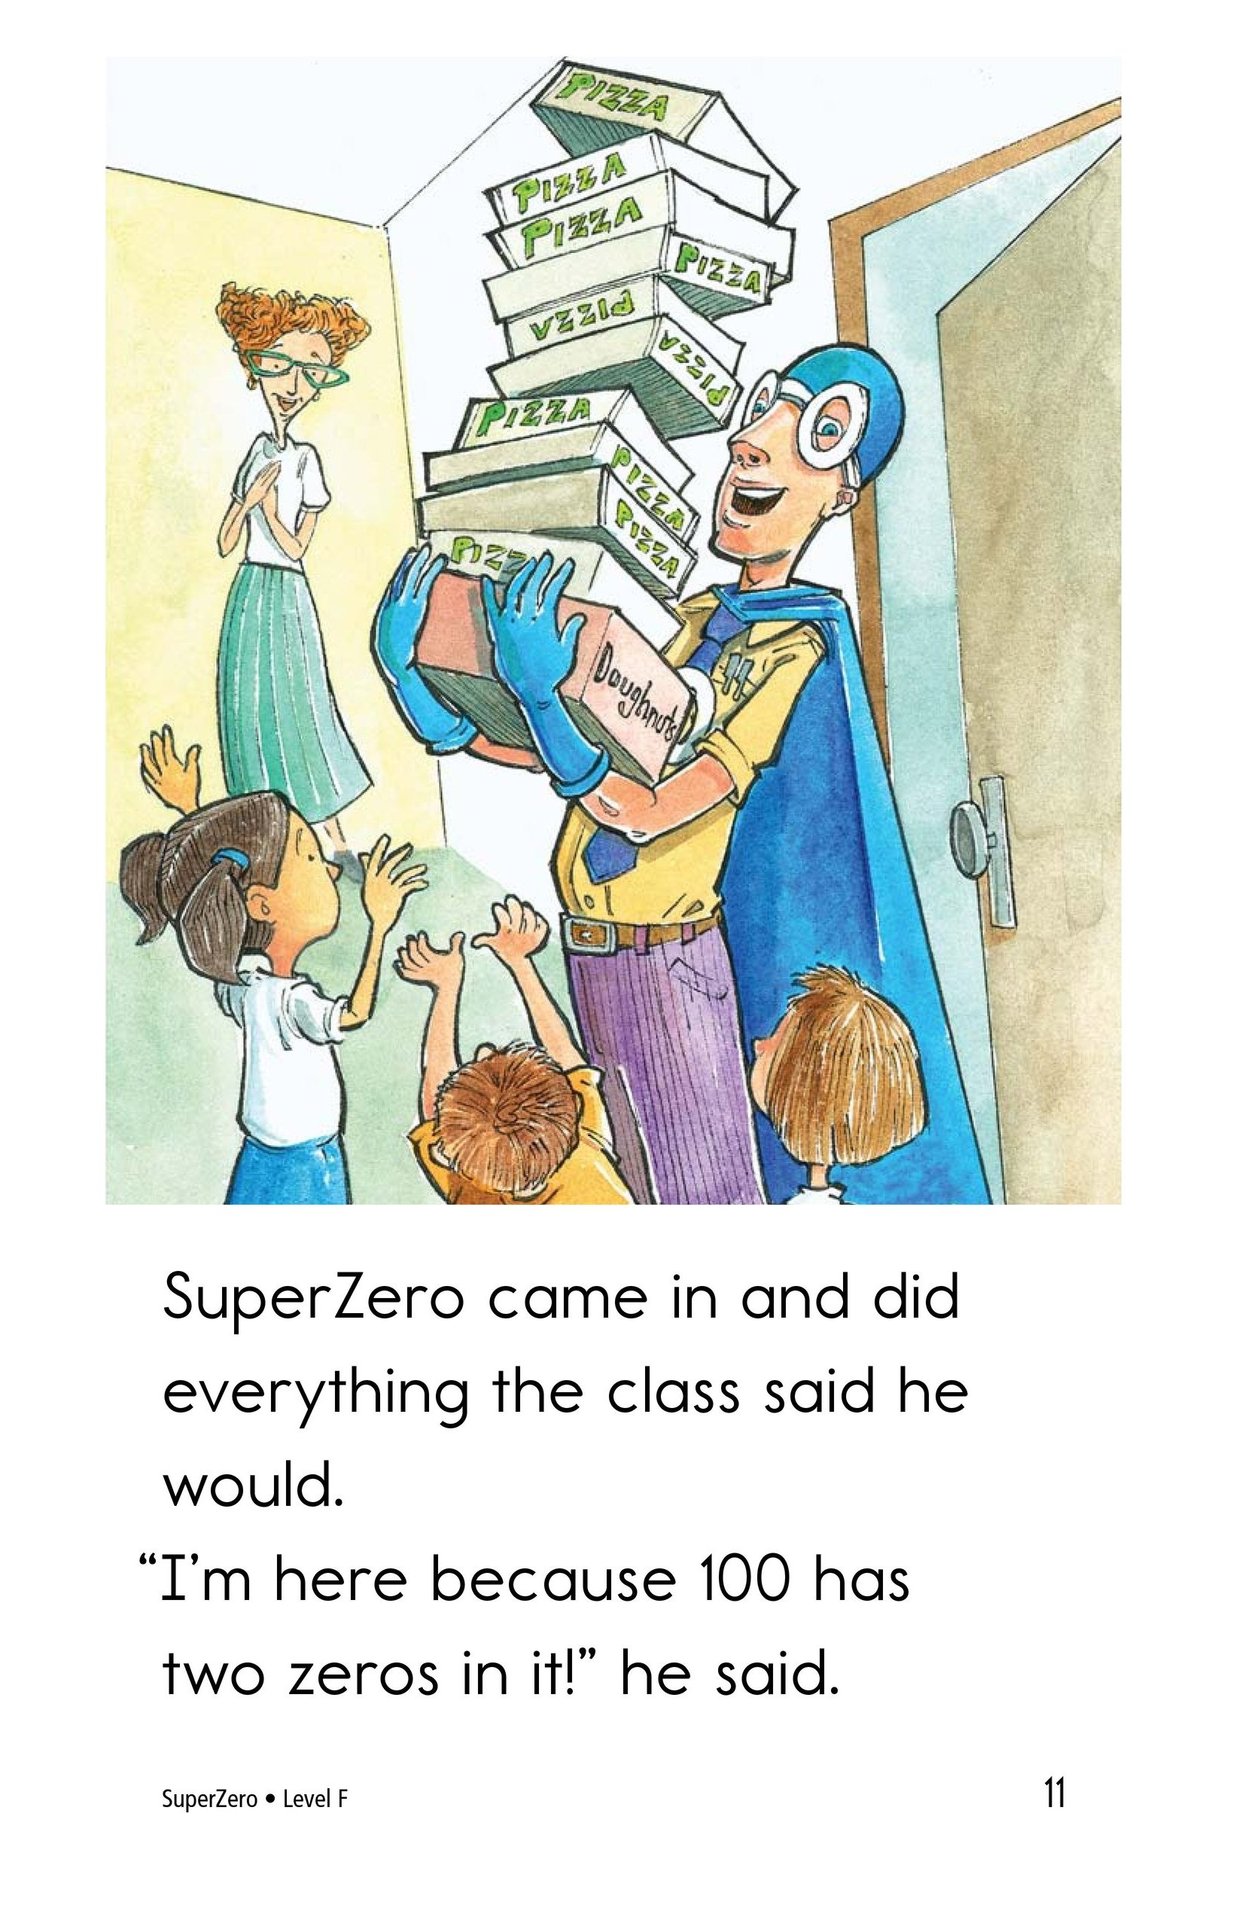 PIZZA
PIZZA
PIZZA
PIZZA
PIZZA
PIZZA
PIZZA
PIZZA
PIZZA
Doughnuts
SuperZero came in and did
everything the class said he
would.
“I’m here because 100 has
two zeros in it!” he said.
SuperZero • Level F
11